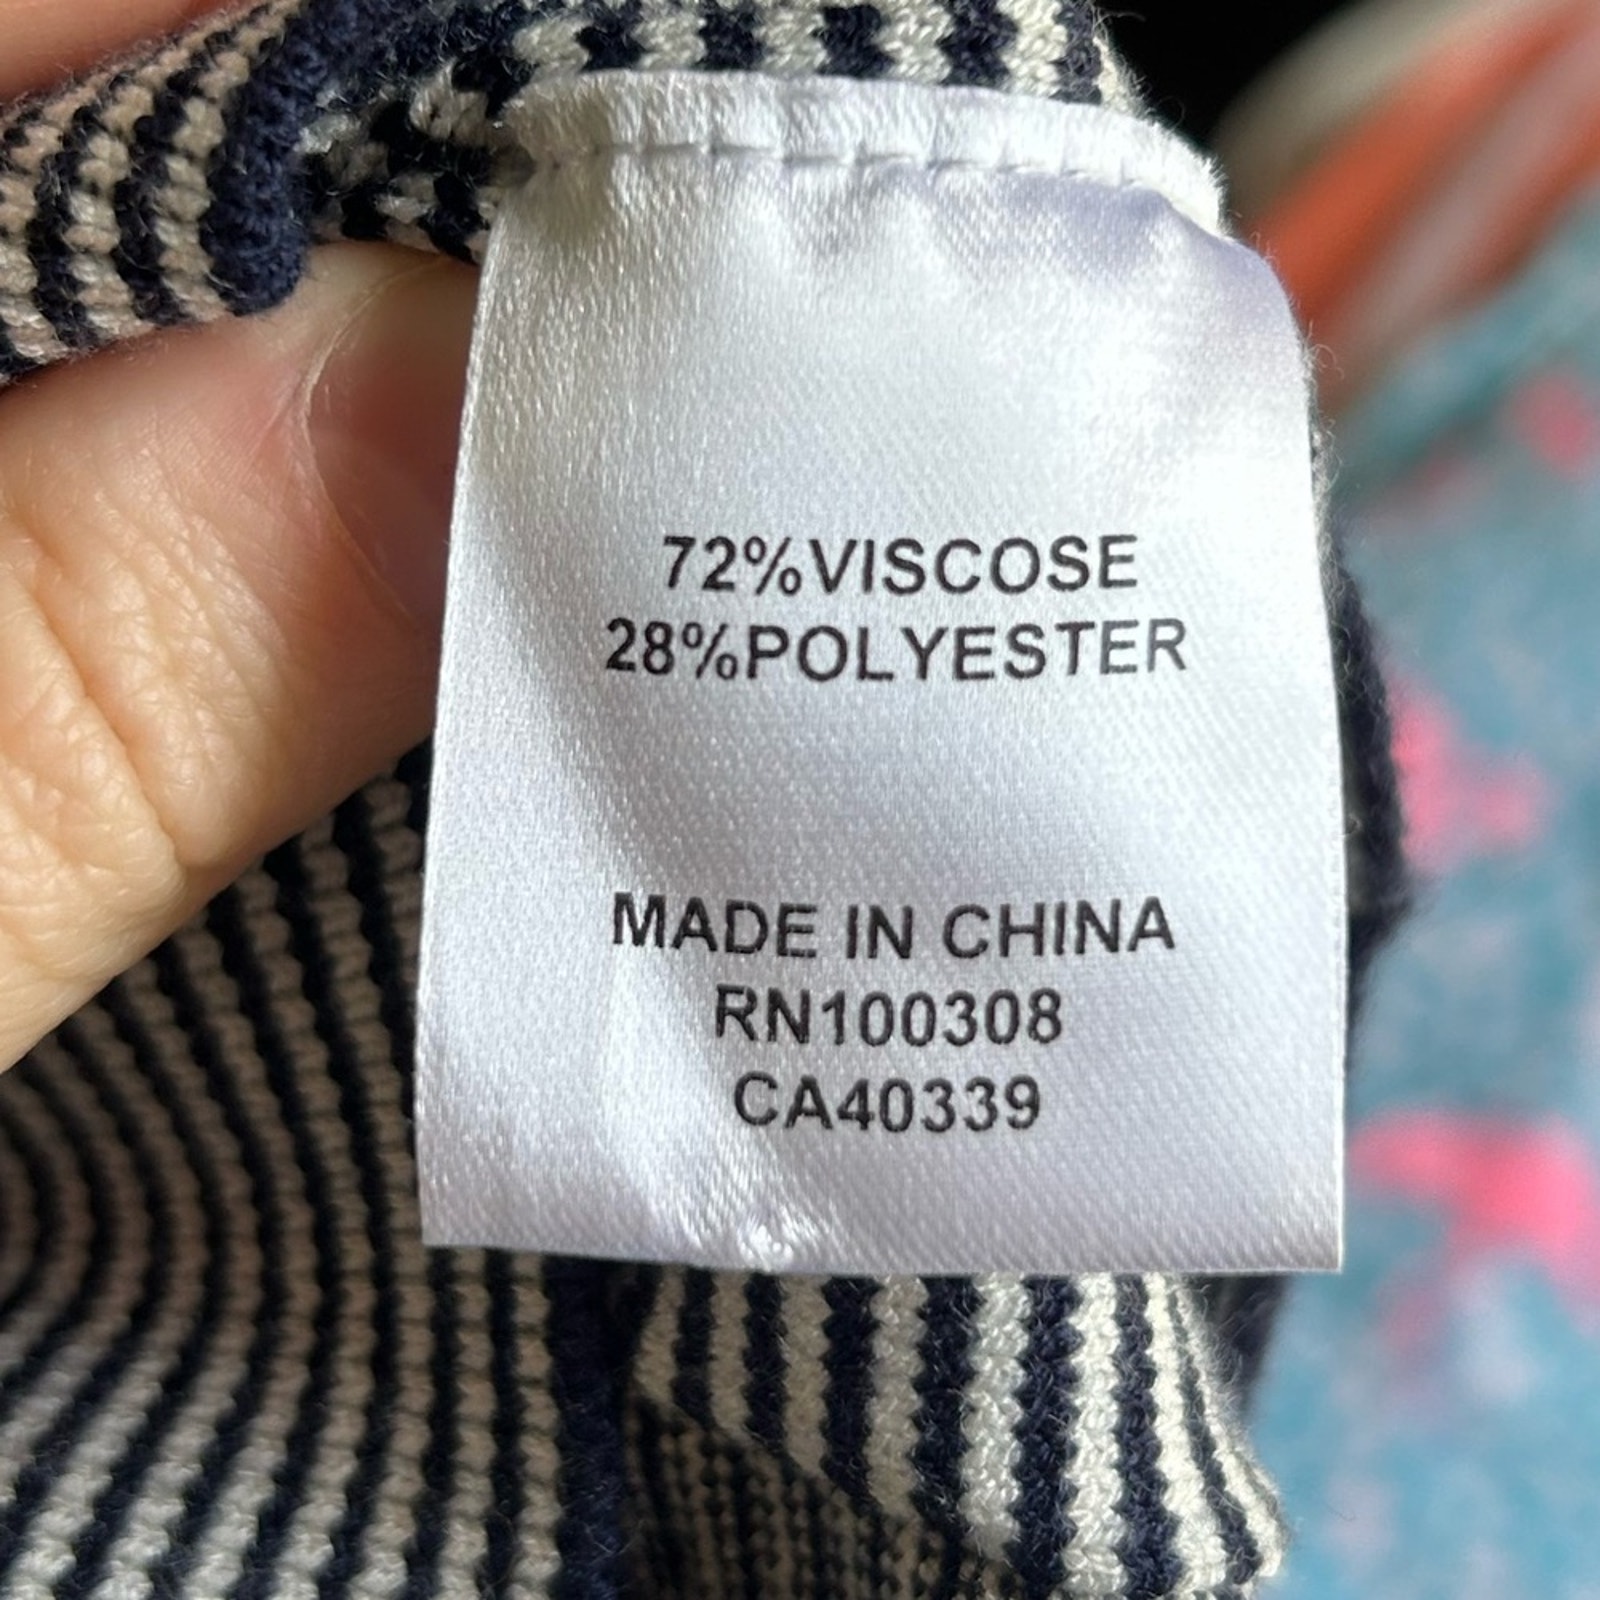 72%VISCOSE
28%POLYESTER
MADE IN CHINA
RN100308
CA40339